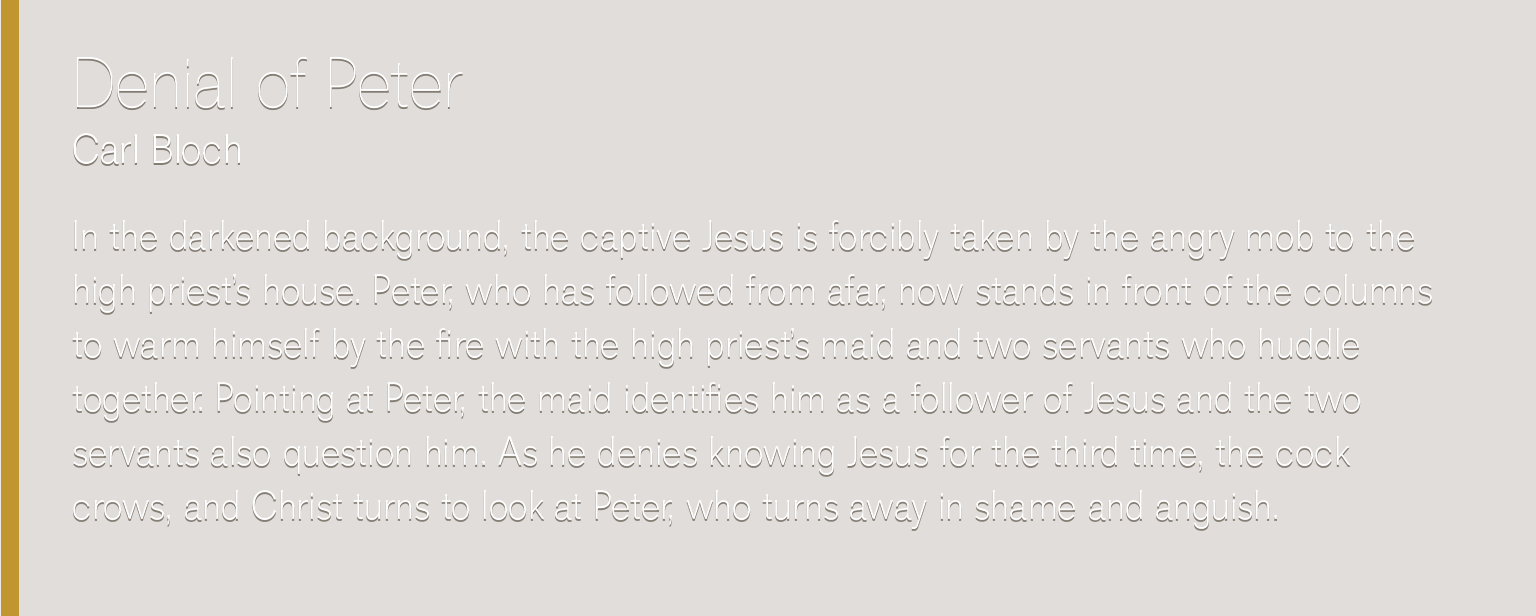 Denial of Peter
Carl Bloch
In the darkened background, the captive Jesus is forcibly taken by the angry mob to the
high priest's house. Peter, who has followed from afar, now stands in front of the columns
to warm himself by the fire with the high priest's maid and two servants who huddle
together. Pointing at Peter, the maid identifies him as a follower of Jesus and the two
servants also question him. As he denies knowing Jesus for the third time, the cock
crows, and Christ turns to look at Peter, who turns away in shame and anguish.